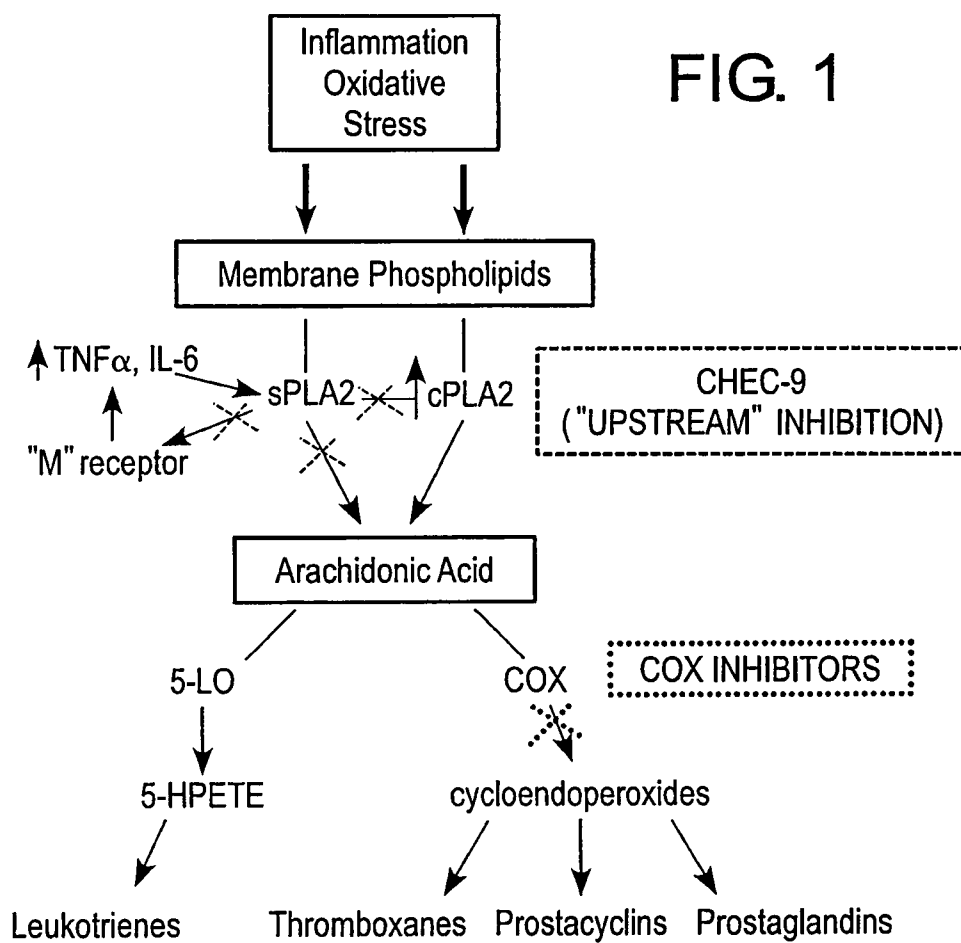 FIG. 1
Inflammation
Oxidative
Stress
Membrane Phospholipids
TNFα, IL-6
sPLA2
cPLA2
"M" receptor
CHEC-9
("UPSTREAM" INHIBITION)
Arachidonic Acid
5-LO
COX
COX INHIBITORS
5-HPETE
cycloendoperoxides
Leukotrienes
Thromboxanes
Prostacyclins
Prostaglandins